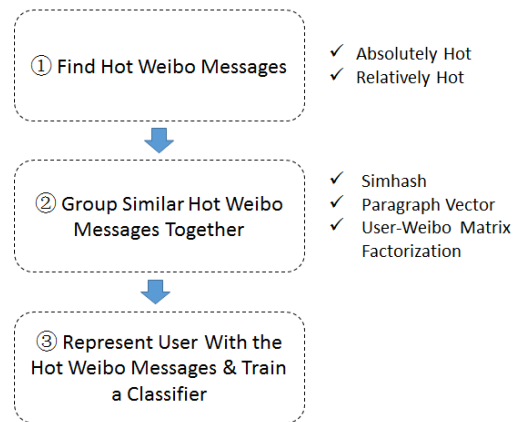 ① Find Hot Weibo Messages
✓ Absolutely Hot
✓ Relatively Hot
② Group Similar Hot Weibo
Messages Together
✓ Simhash
✓ Paragraph Vector
✓ User-Weibo Matrix
Factorization
③ Represent User With the
Hot Weibo Messages & Train
a Classifier